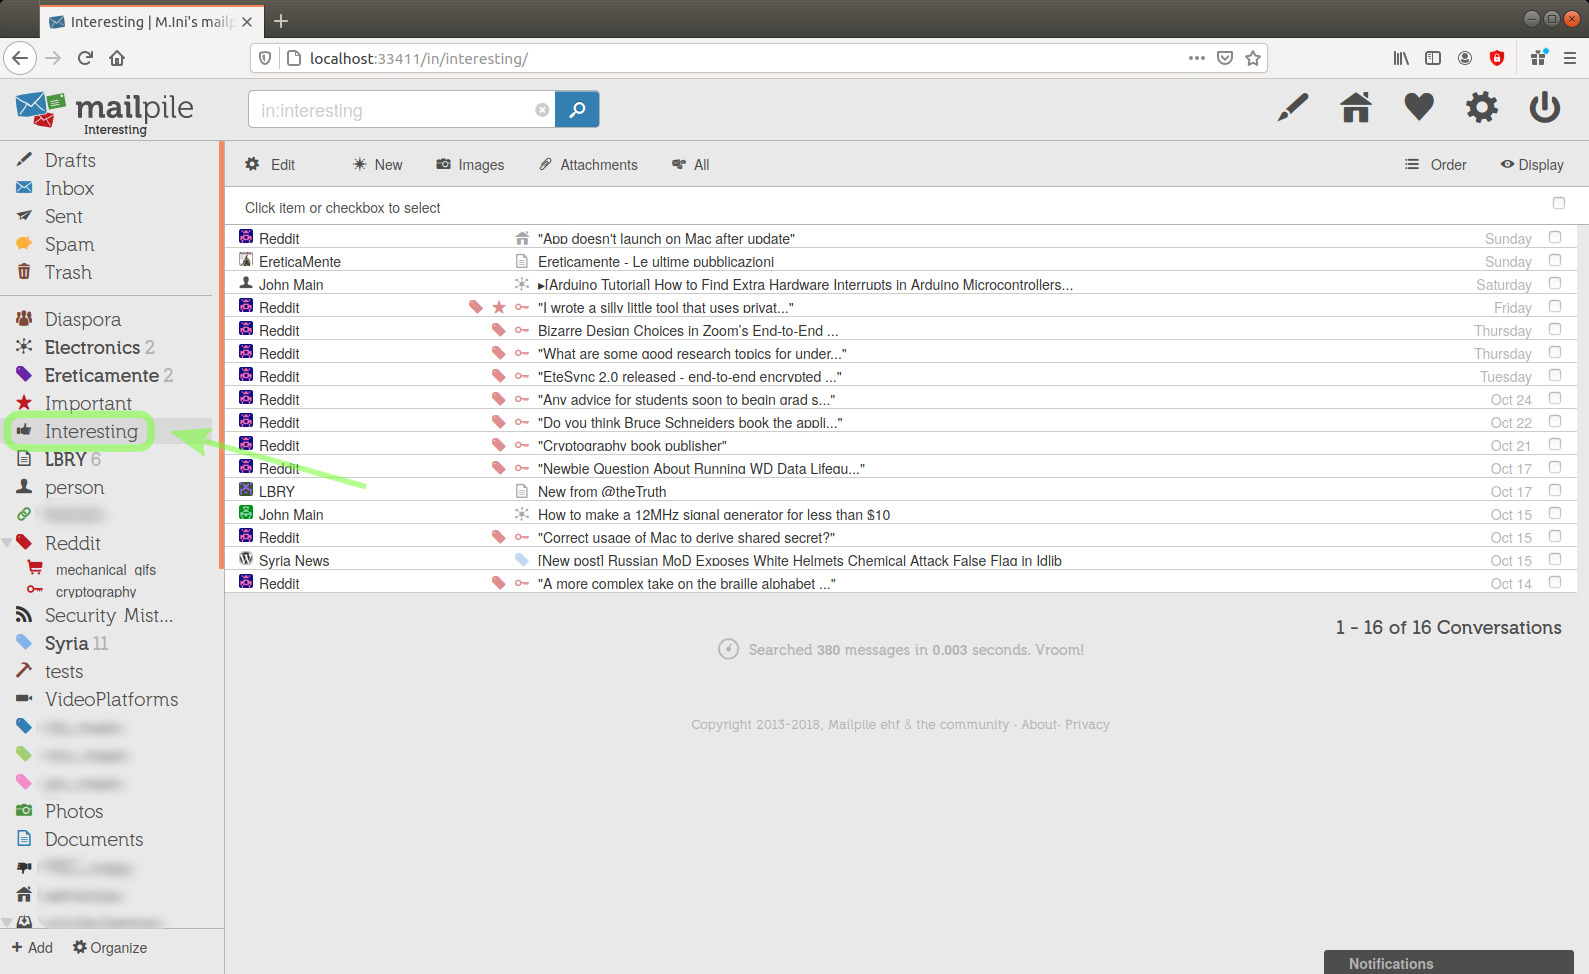 Interesting | M.Ini's mailp
localhost:33411/in/interesting/
mailpile
Interesting
in:interesting
Drafts
Inbox
Sent
Spam
Trash
Diaspora
Electronics 2
Ereticamente 2
Important
Interesting
LBRY 6
person
Reddit
mechanical_gifs
cryptography
Security Mist...
Syria 11
tests
VideoPlatforms
Photos
Documents
+ Add Organize
Edit New Images Attachments All Order Display
Click item or checkbox to select
Reddit "App doesn't launch on Mac after update" Sunday
EreticaMente Ereticamente - Le ultime pubblicazioni Sunday
John Main ▸[Arduino Tutorial] How to Find Extra Hardware Interrupts in Arduino Microcontrollers... Saturday
Reddit "I wrote a silly little tool that uses privat..." Friday
Reddit Bizarre Design Choices in Zoom's End-to-End ... Thursday
Reddit "What are some good research topics for under..." Thursday
Reddit "EteSync 2.0 released - end-to-end encrypted ..." Tuesday
Reddit "Any advice for students soon to begin grad s..." Oct 24
Reddit "Do you think Bruce Schneiders book the appli..." Oct 22
Reddit "Cryptography book publisher" Oct 21
Reddit "Newbie Question About Running WD Data Lifegu..." Oct 17
LBRY New from @theTruth Oct 17
John Main How to make a 12MHz signal generator for less than $10 Oct 15
Reddit "Correct usage of Mac to derive shared secret?" Oct 15
Syria News [New post] Russian MoD Exposes White Helmets Chemical Attack False Flag in Idlib Oct 15
Reddit "A more complex take on the braille alphabet ..." Oct 14
1 - 16 of 16 Conversations
Searched 380 messages in 0.003 seconds. Vroom!
Copyright 2013-2018, Mailpile ehf & the community - About- Privacy
Notifications